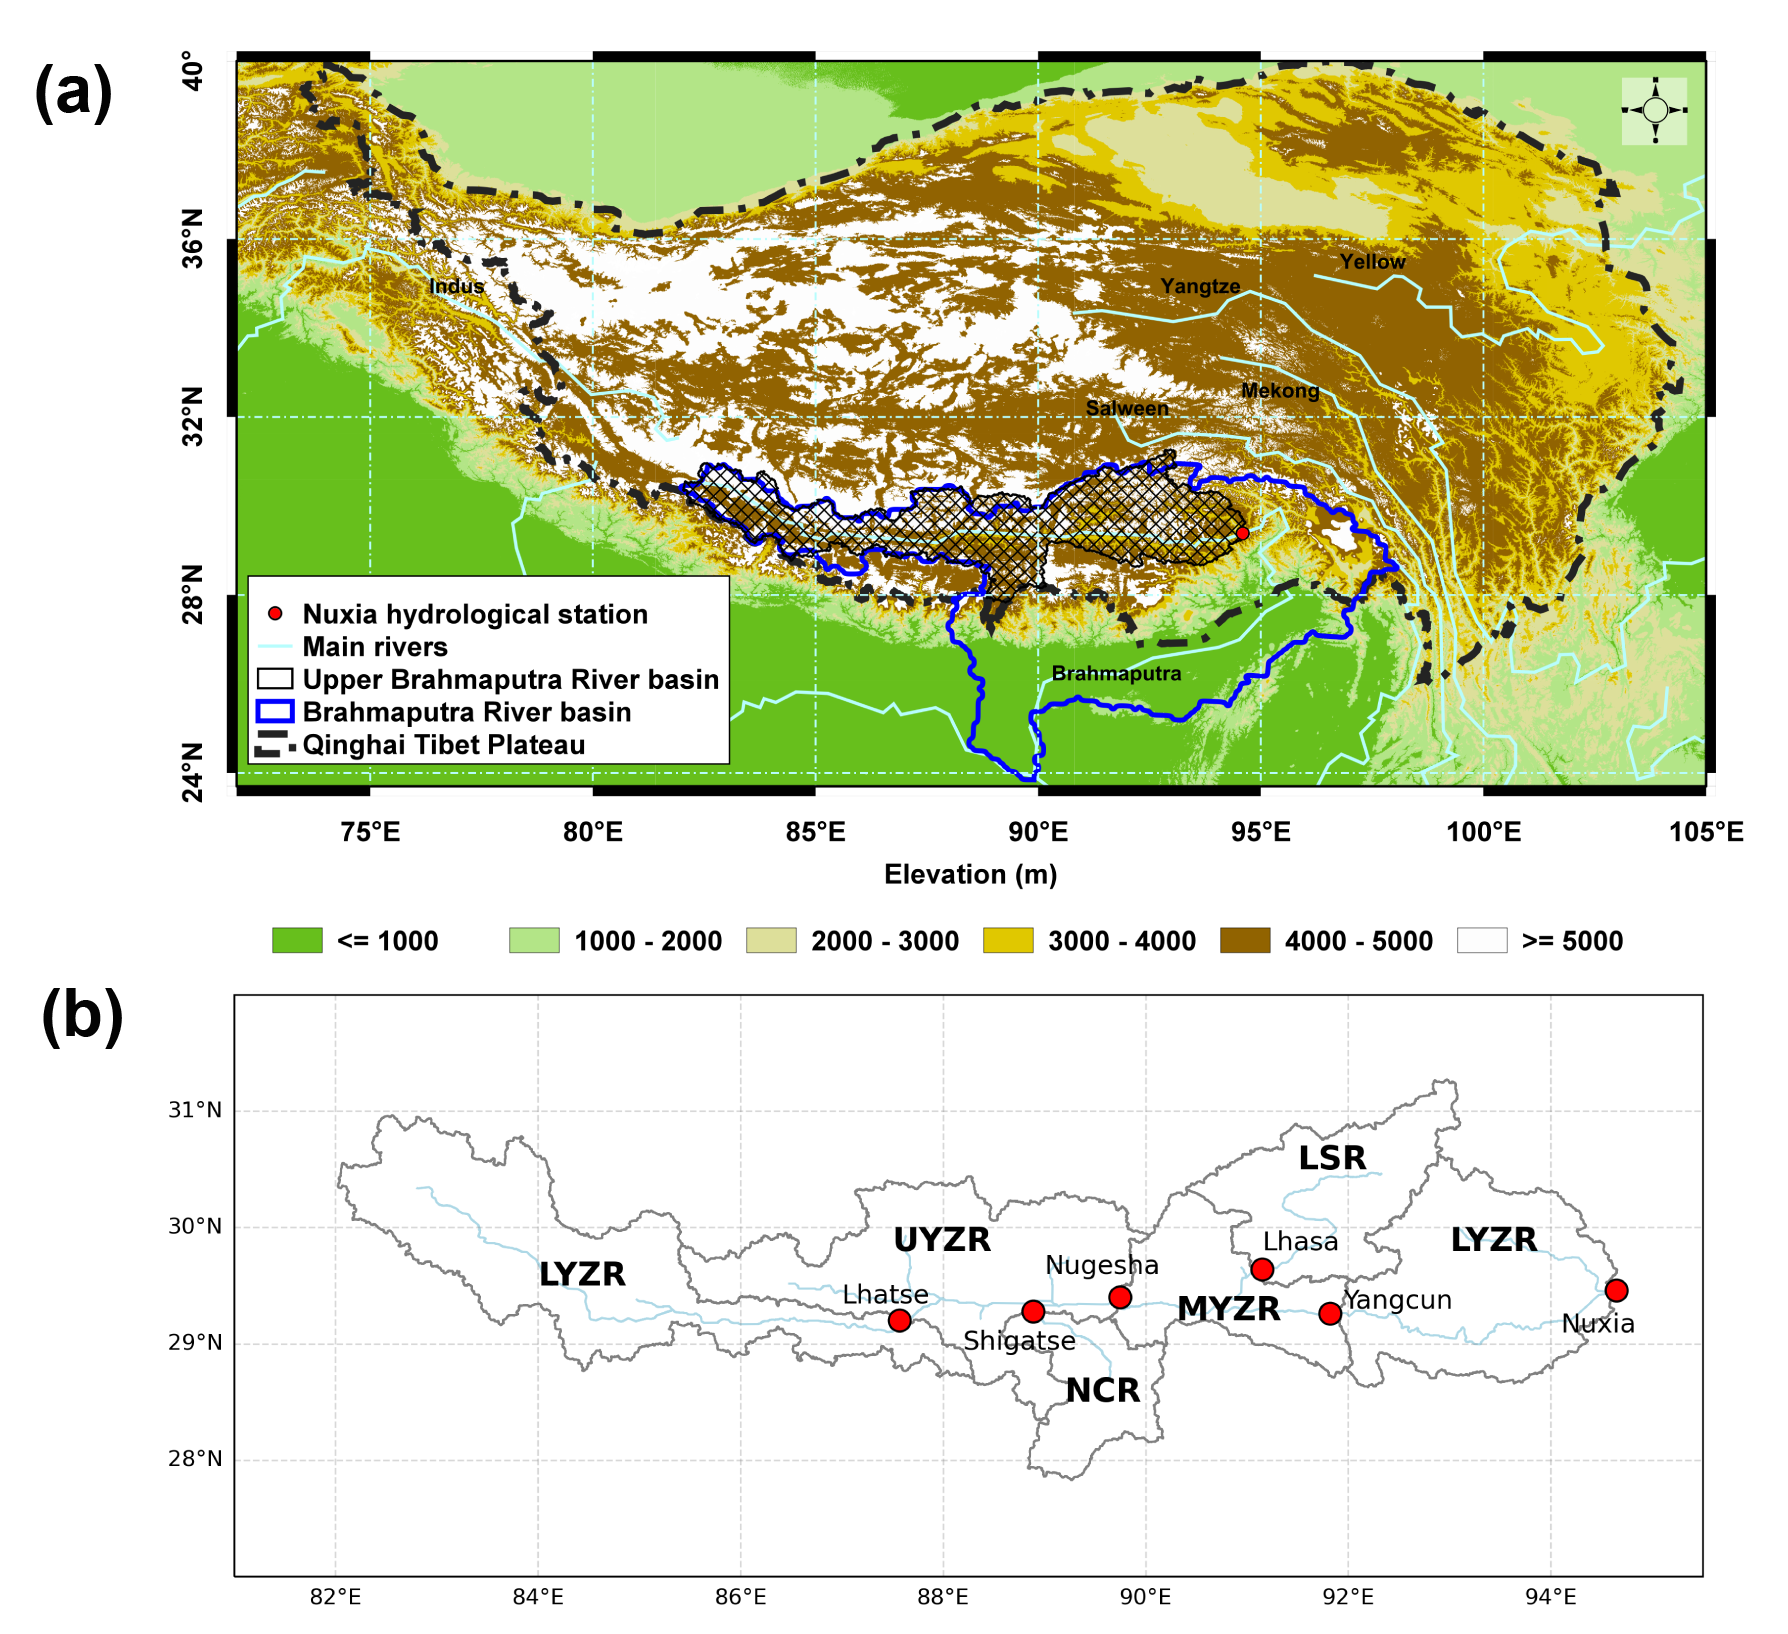 (a)
40°
36°N
32°N
28°N
24°N
Indus
Yellow
Yangtze
Mekong
Salween
Brahmaputra
Nuxia hydrological station
Main rivers
Upper Brahmaputra River basin
Brahmaputra River basin
Qinghai Tibet Plateau
75°E 80°E 85°E 90°E 95°E 100°E 105°E
Elevation (m)
<= 1000 1000 - 2000 2000 - 3000 3000 - 4000 4000 - 5000 >= 5000
(b)
31°N
30°N
29°N
28°N
LSR
UYZR
LYZR
Lhasa
Nugesha
LYZR
Lhatse
MYZR
Yangcun
Nuxia
Shigatse
NCR
82°E 84°E 86°E 88°E 90°E 92°E 94°E